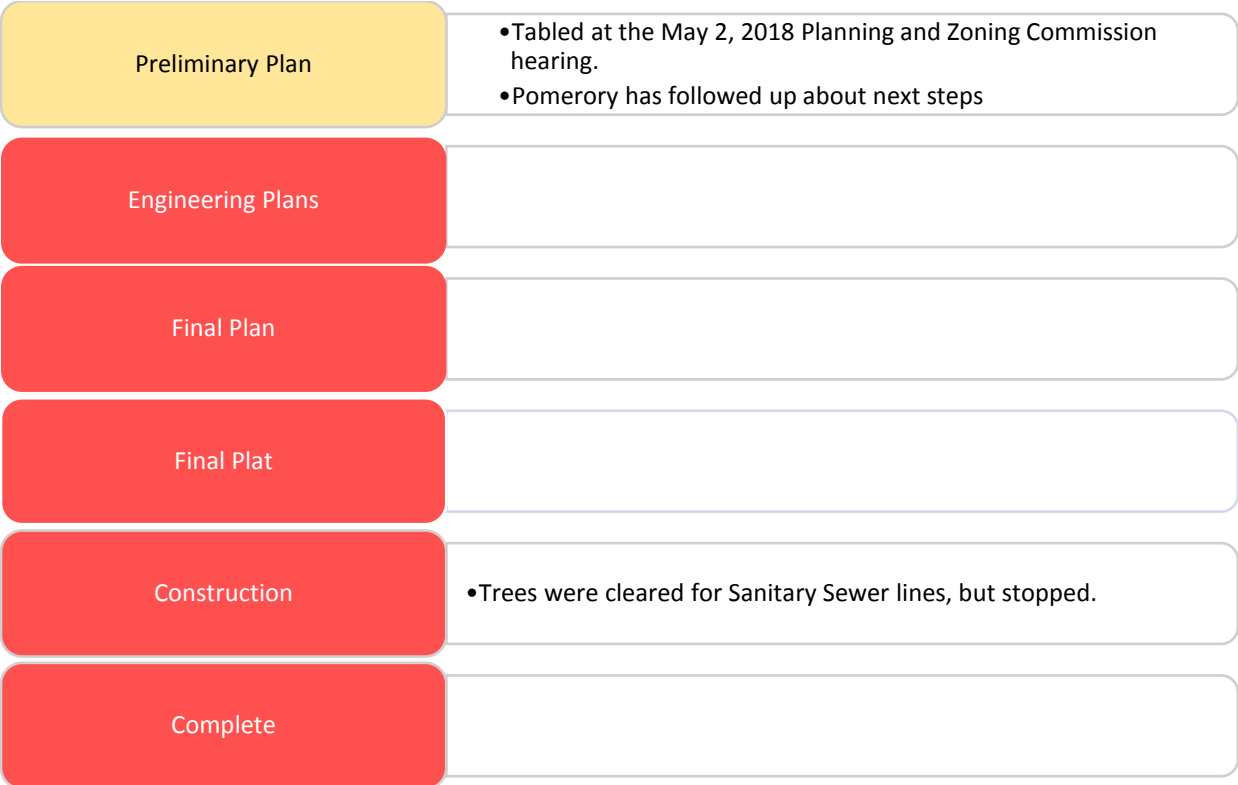 Preliminary Plan
•Tabled at the May 2, 2018 Planning and Zoning Commission
hearing.
•Pomerory has followed up about next steps
Engineering Plans
Final Plan
Final Plat
Construction
•Trees were cleared for Sanitary Sewer lines, but stopped.
Complete